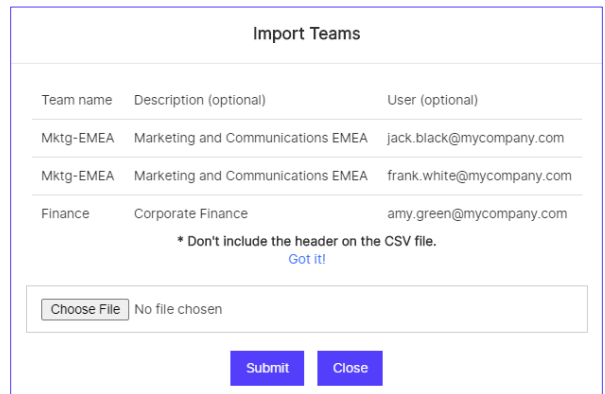 Import Teams
Team name Description (optional) User (optional)
Mktg-EMEA Marketing and Communications EMEA jack.black@mycompany.com
Mktg-EMEA Marketing and Communications EMEA frank.white@mycompany.com
Finance Corporate Finance amy.green@mycompany.com
* Don't include the header on the CSV file.
Got it!
Choose File No file chosen
Submit Close